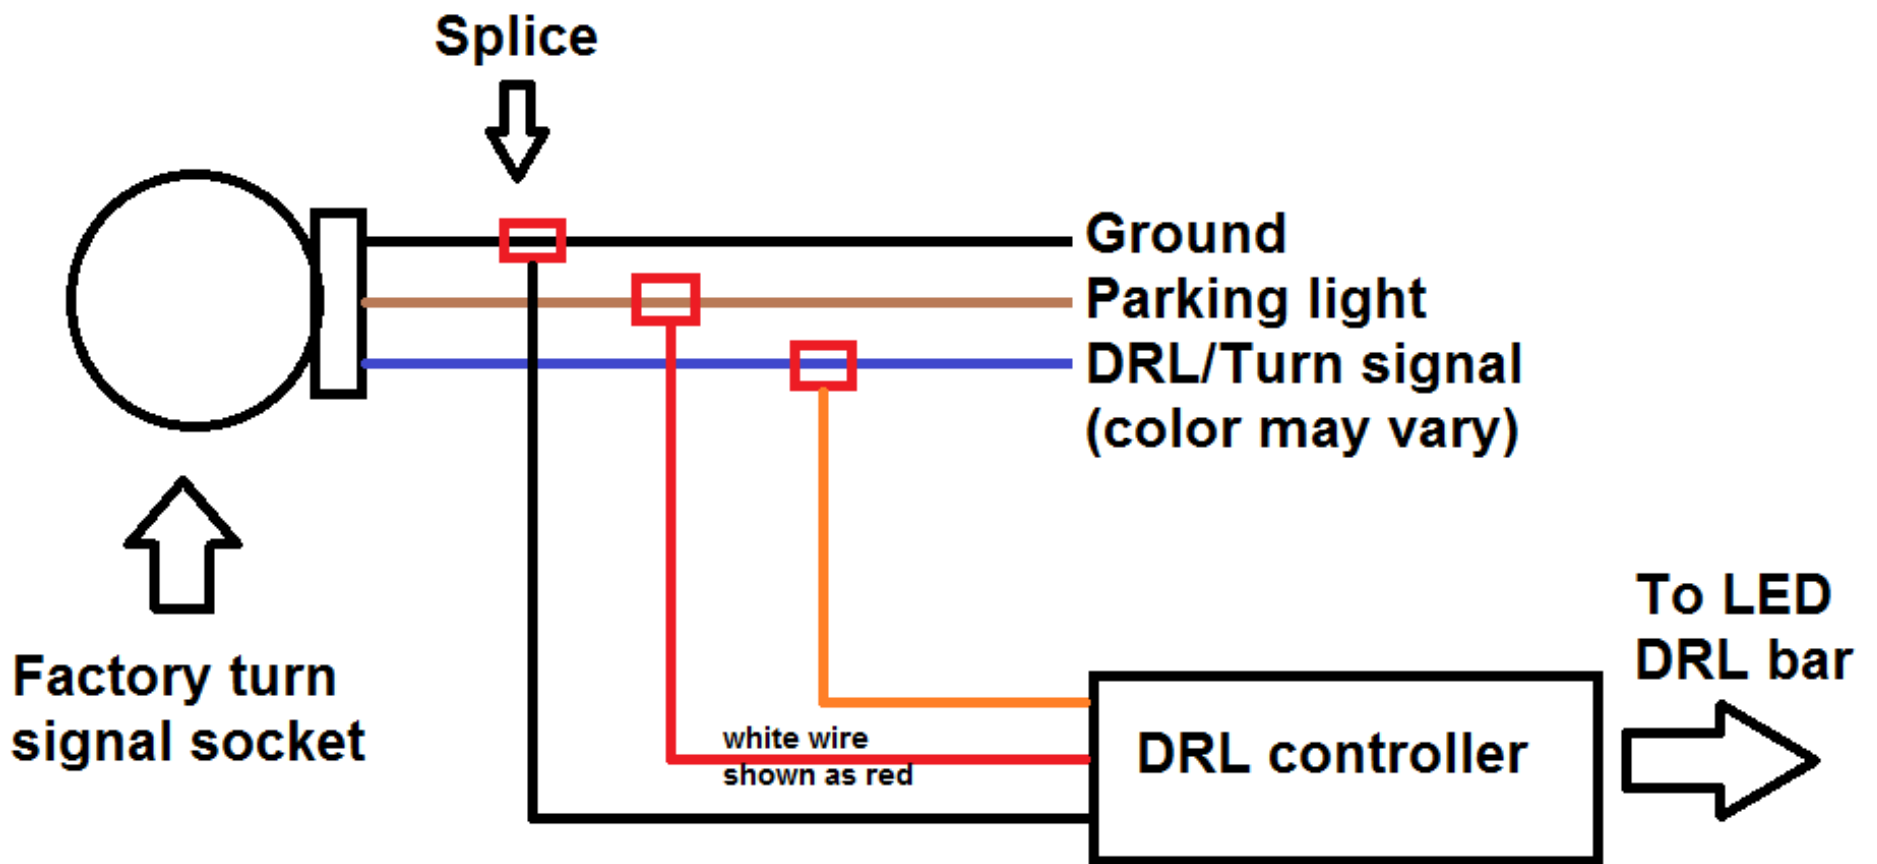 Splice
Ground
Parking light
DRL/Turn signal
(color may vary)
Factory turn
signal socket
white wire
shown as red
DRL controller
To LED
DRL bar